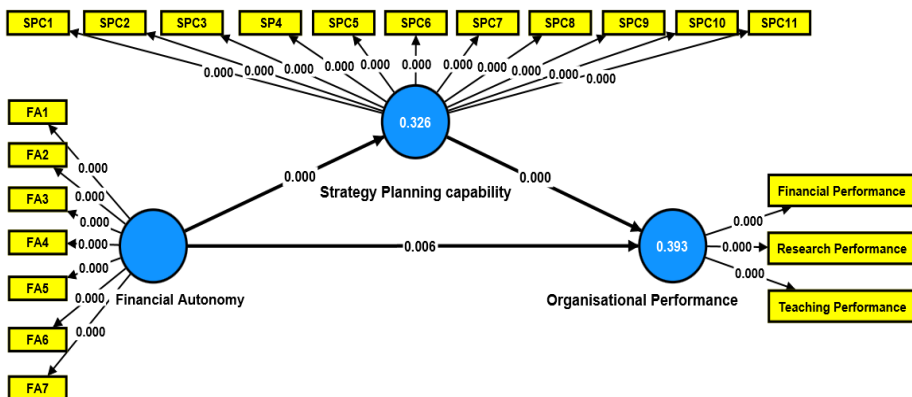 SPC1 SPC2 SPC3 SP4 SPC5 SPC6 SPC7 SPC8 SPC9 SPC10 SPC11
0.000 0.000 0.000 0.000 0.000 0.000 0.000 0.000 0.000 0.000 0.000
FA1
FA2
FA3
FA4
FA5
FA6
FA7
0.000
0.000
0.000
0.000
0.000
0.000
0.000
Financial Autonomy
0.000
0.326
Strategy Planning capability
0.000
0.006
0.393
Organisational Performance
0.000
0.000
0.000
Financial Performance
Research Performance
Teaching Performance